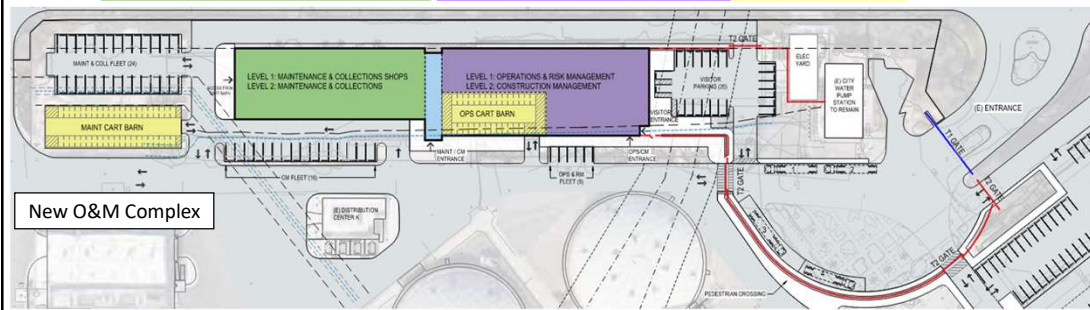 T2 GATE
MAINT & COLL FLEET (24)
ELEC
YARD
LEVEL 1: MAINTENANCE & COLLECTIONS SHOPS
LEVEL 2: MAINTENANCE & COLLECTIONS
LEVEL 1: OPERATIONS & RISK MANAGEMENT
LEVEL 2: CONSTRUCTION MANAGEMENT
VISITOR
PARKING (20)
(E) CITY
WATER
PUMP
STATION
TO REMAIN
(E) ENTRANCE
MAINT CART BARN
OPS CART BARN
VISITOR
ENTRANCE
T1 GATE
MAINT / CM
ENTRANCE
OPS/CM
ENTRANCE
CM FLEET (16)
OPS & RM
FLEET (5)
T2 GATE
T2 GATE
New O&M Complex
(E) DISTRIBUTION
CENTER K
T2 GATE
PEDESTRIAN CROSSING